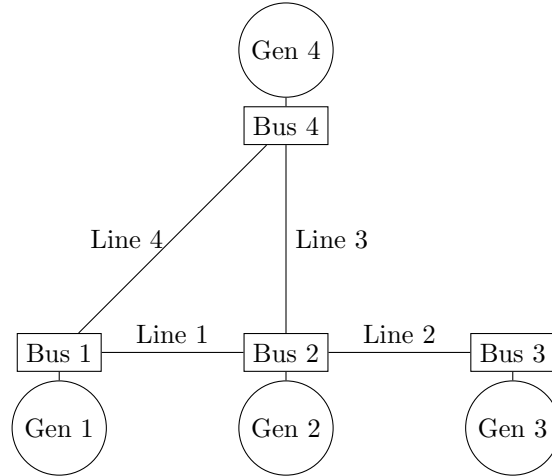 Gen 4
Bus 4
Line 4
Line 3
Line 1
Line 2
Bus 1
Bus 2
Bus 3
Gen 1
Gen 2
Gen 3